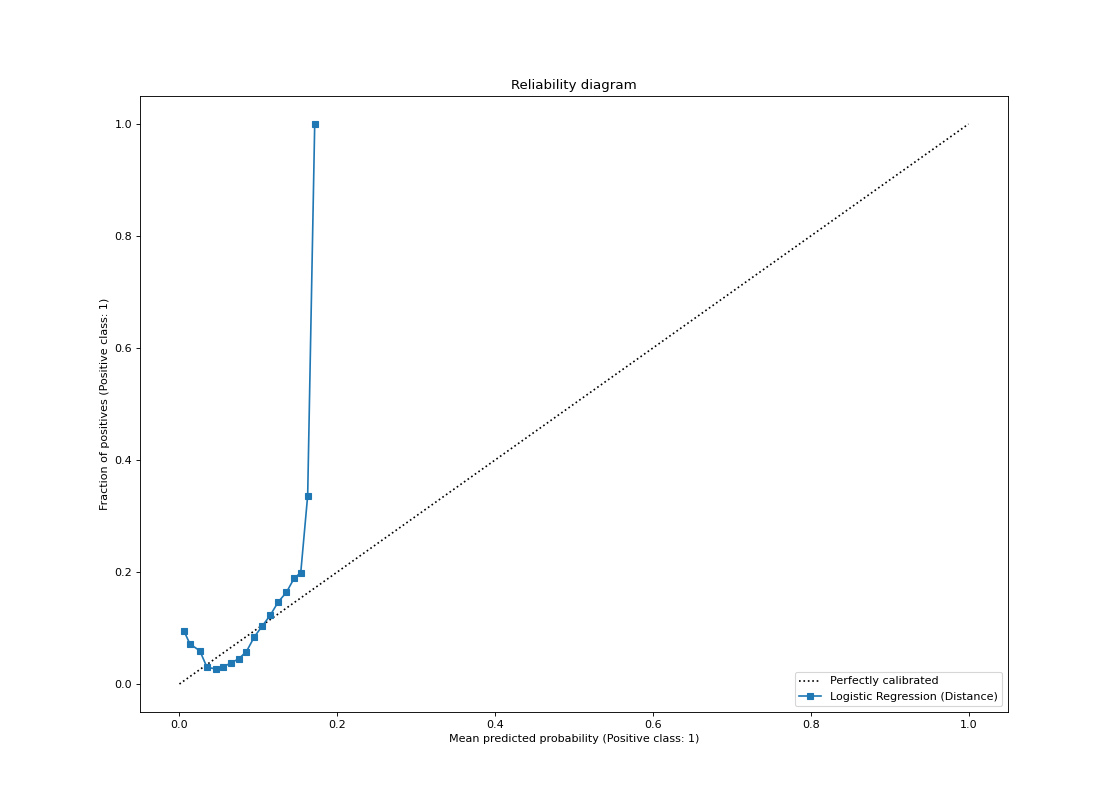 Reliability diagram
1.0
0.8
0.6
0.4
0.2
0.0
Fraction of positives (Positive class: 1)
Perfectly calibrated
Logistic Regression (Distance)
0.0 0.2 0.4 0.6 0.8 1.0
Mean predicted probability (Positive class: 1)